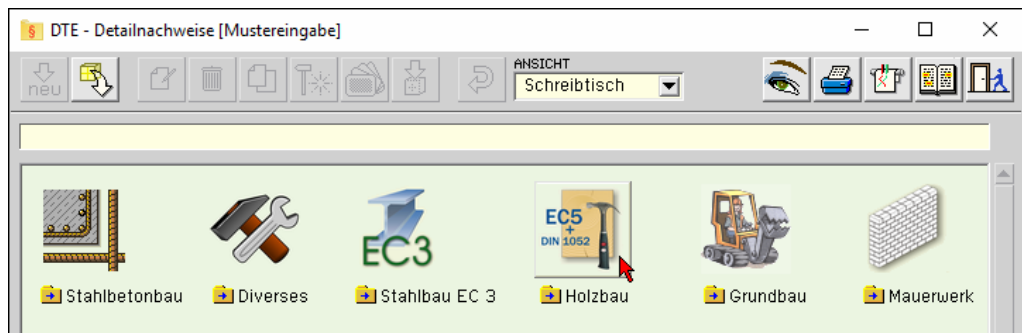 § DTE - Detailnachweise [Mustereingabe]
neu
ANSICHT
Schreibtisch
EC3
EC5
+
DIN 1052
Stahlbetonbau Diverses Stahlbau EC 3 Holzbau Grundbau Mauerwerk